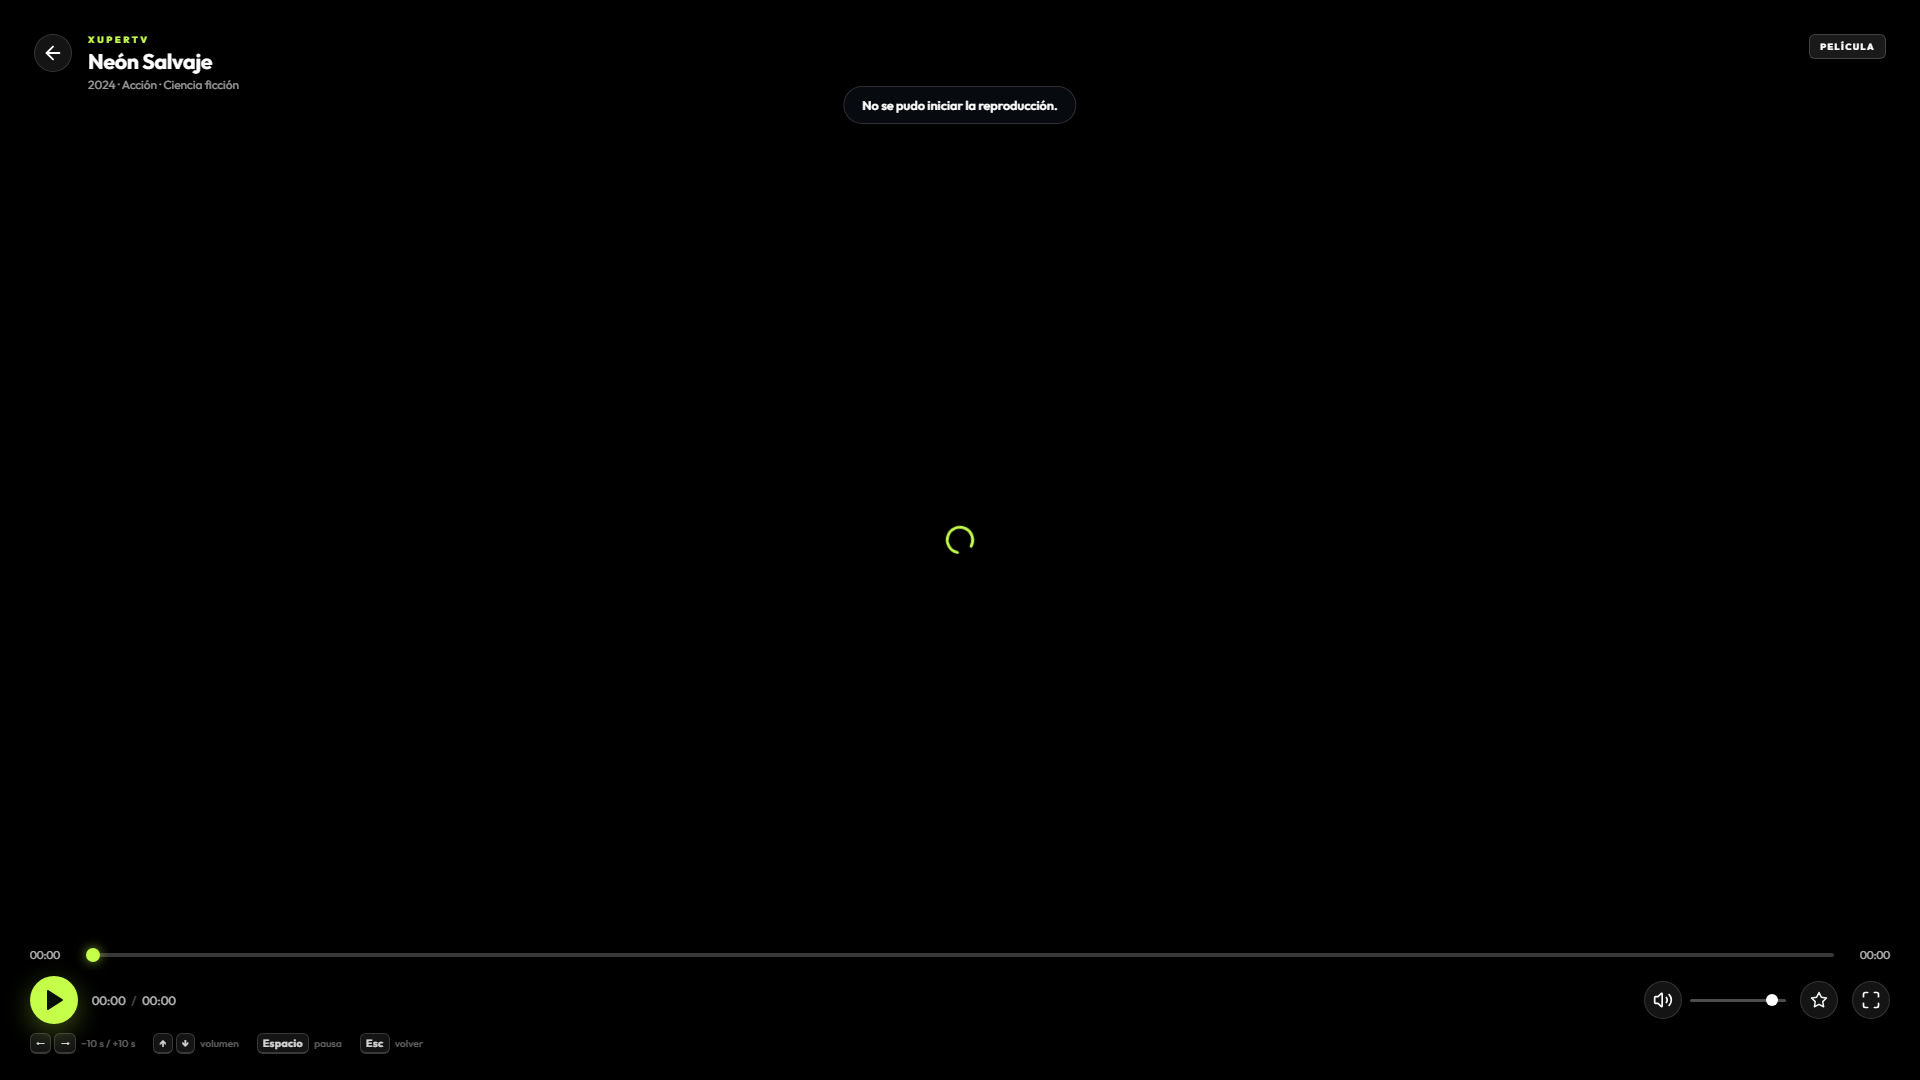 XUPERTV
Neón Salvaje
2024 · Acción · Ciencia ficción
PELÍCULA
No se pudo iniciar la reproducción.
00:00
00:00
00:00 / 00:00
← → −10 s / +10 s ↑ ↓ volumen Espacio pausa Esc volver